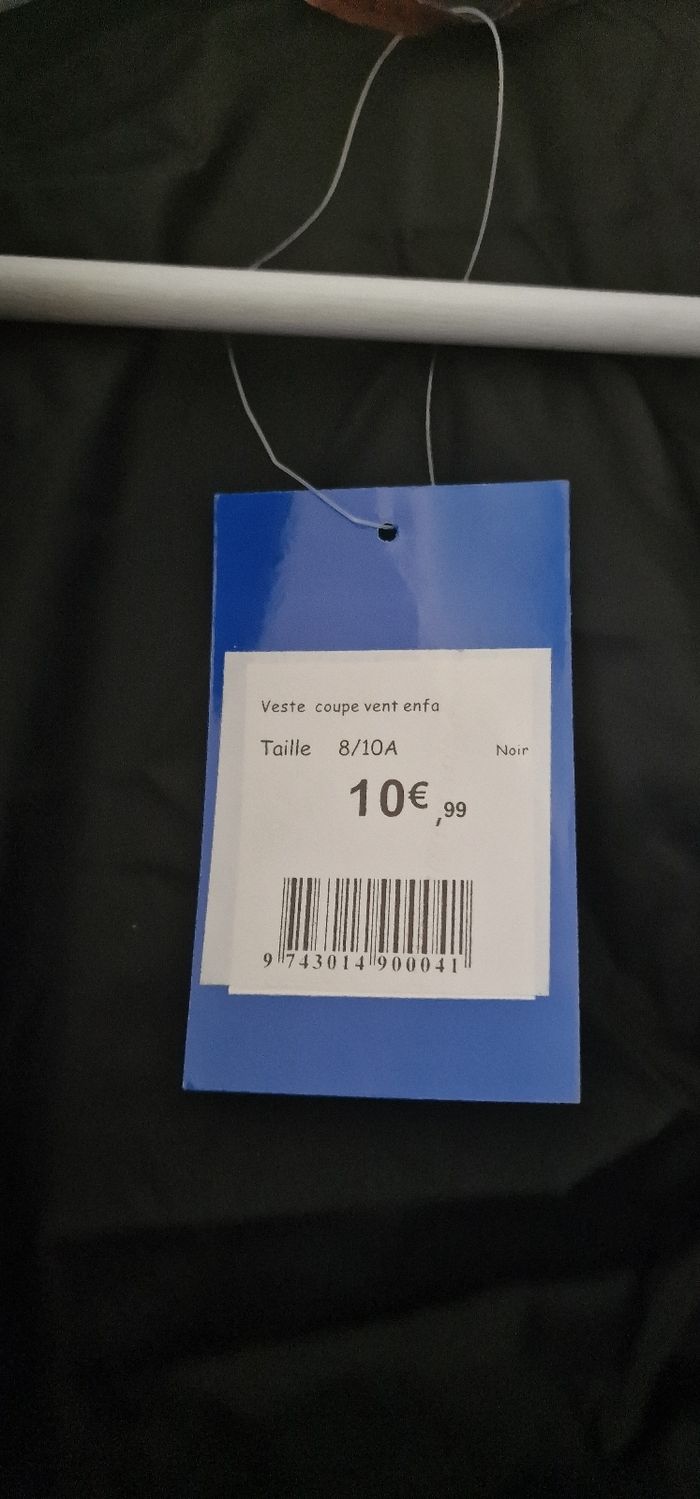 Veste coupe vent enfa
Taille 8/10A Noir
10€,99
9 743014 900041